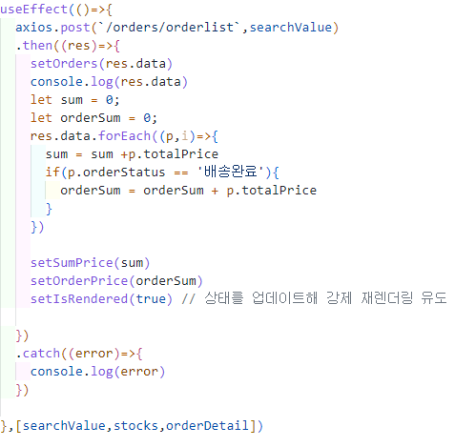 useEffect(()=>{
  axios.post(`/orders/orderlist`,searchValue)
  .then((res)=>{
    setOrders(res.data)
    console.log(res.data)
    let sum = 0;
    let orderSum = 0;
    res.data.forEach((p,i)=>{
      sum = sum +p.totalPrice
      if(p.orderStatus == '배송완료'){
        orderSum = orderSum + p.totalPrice
      }
    })
    setSumPrice(sum)
    setOrderPrice(orderSum)
    setIsRendered(true) // 상태를 업데이트해 강제 재렌더링 유도
  })
  .catch((error)=>{
    console.log(error)
  })
},[searchValue,stocks,orderDetail])